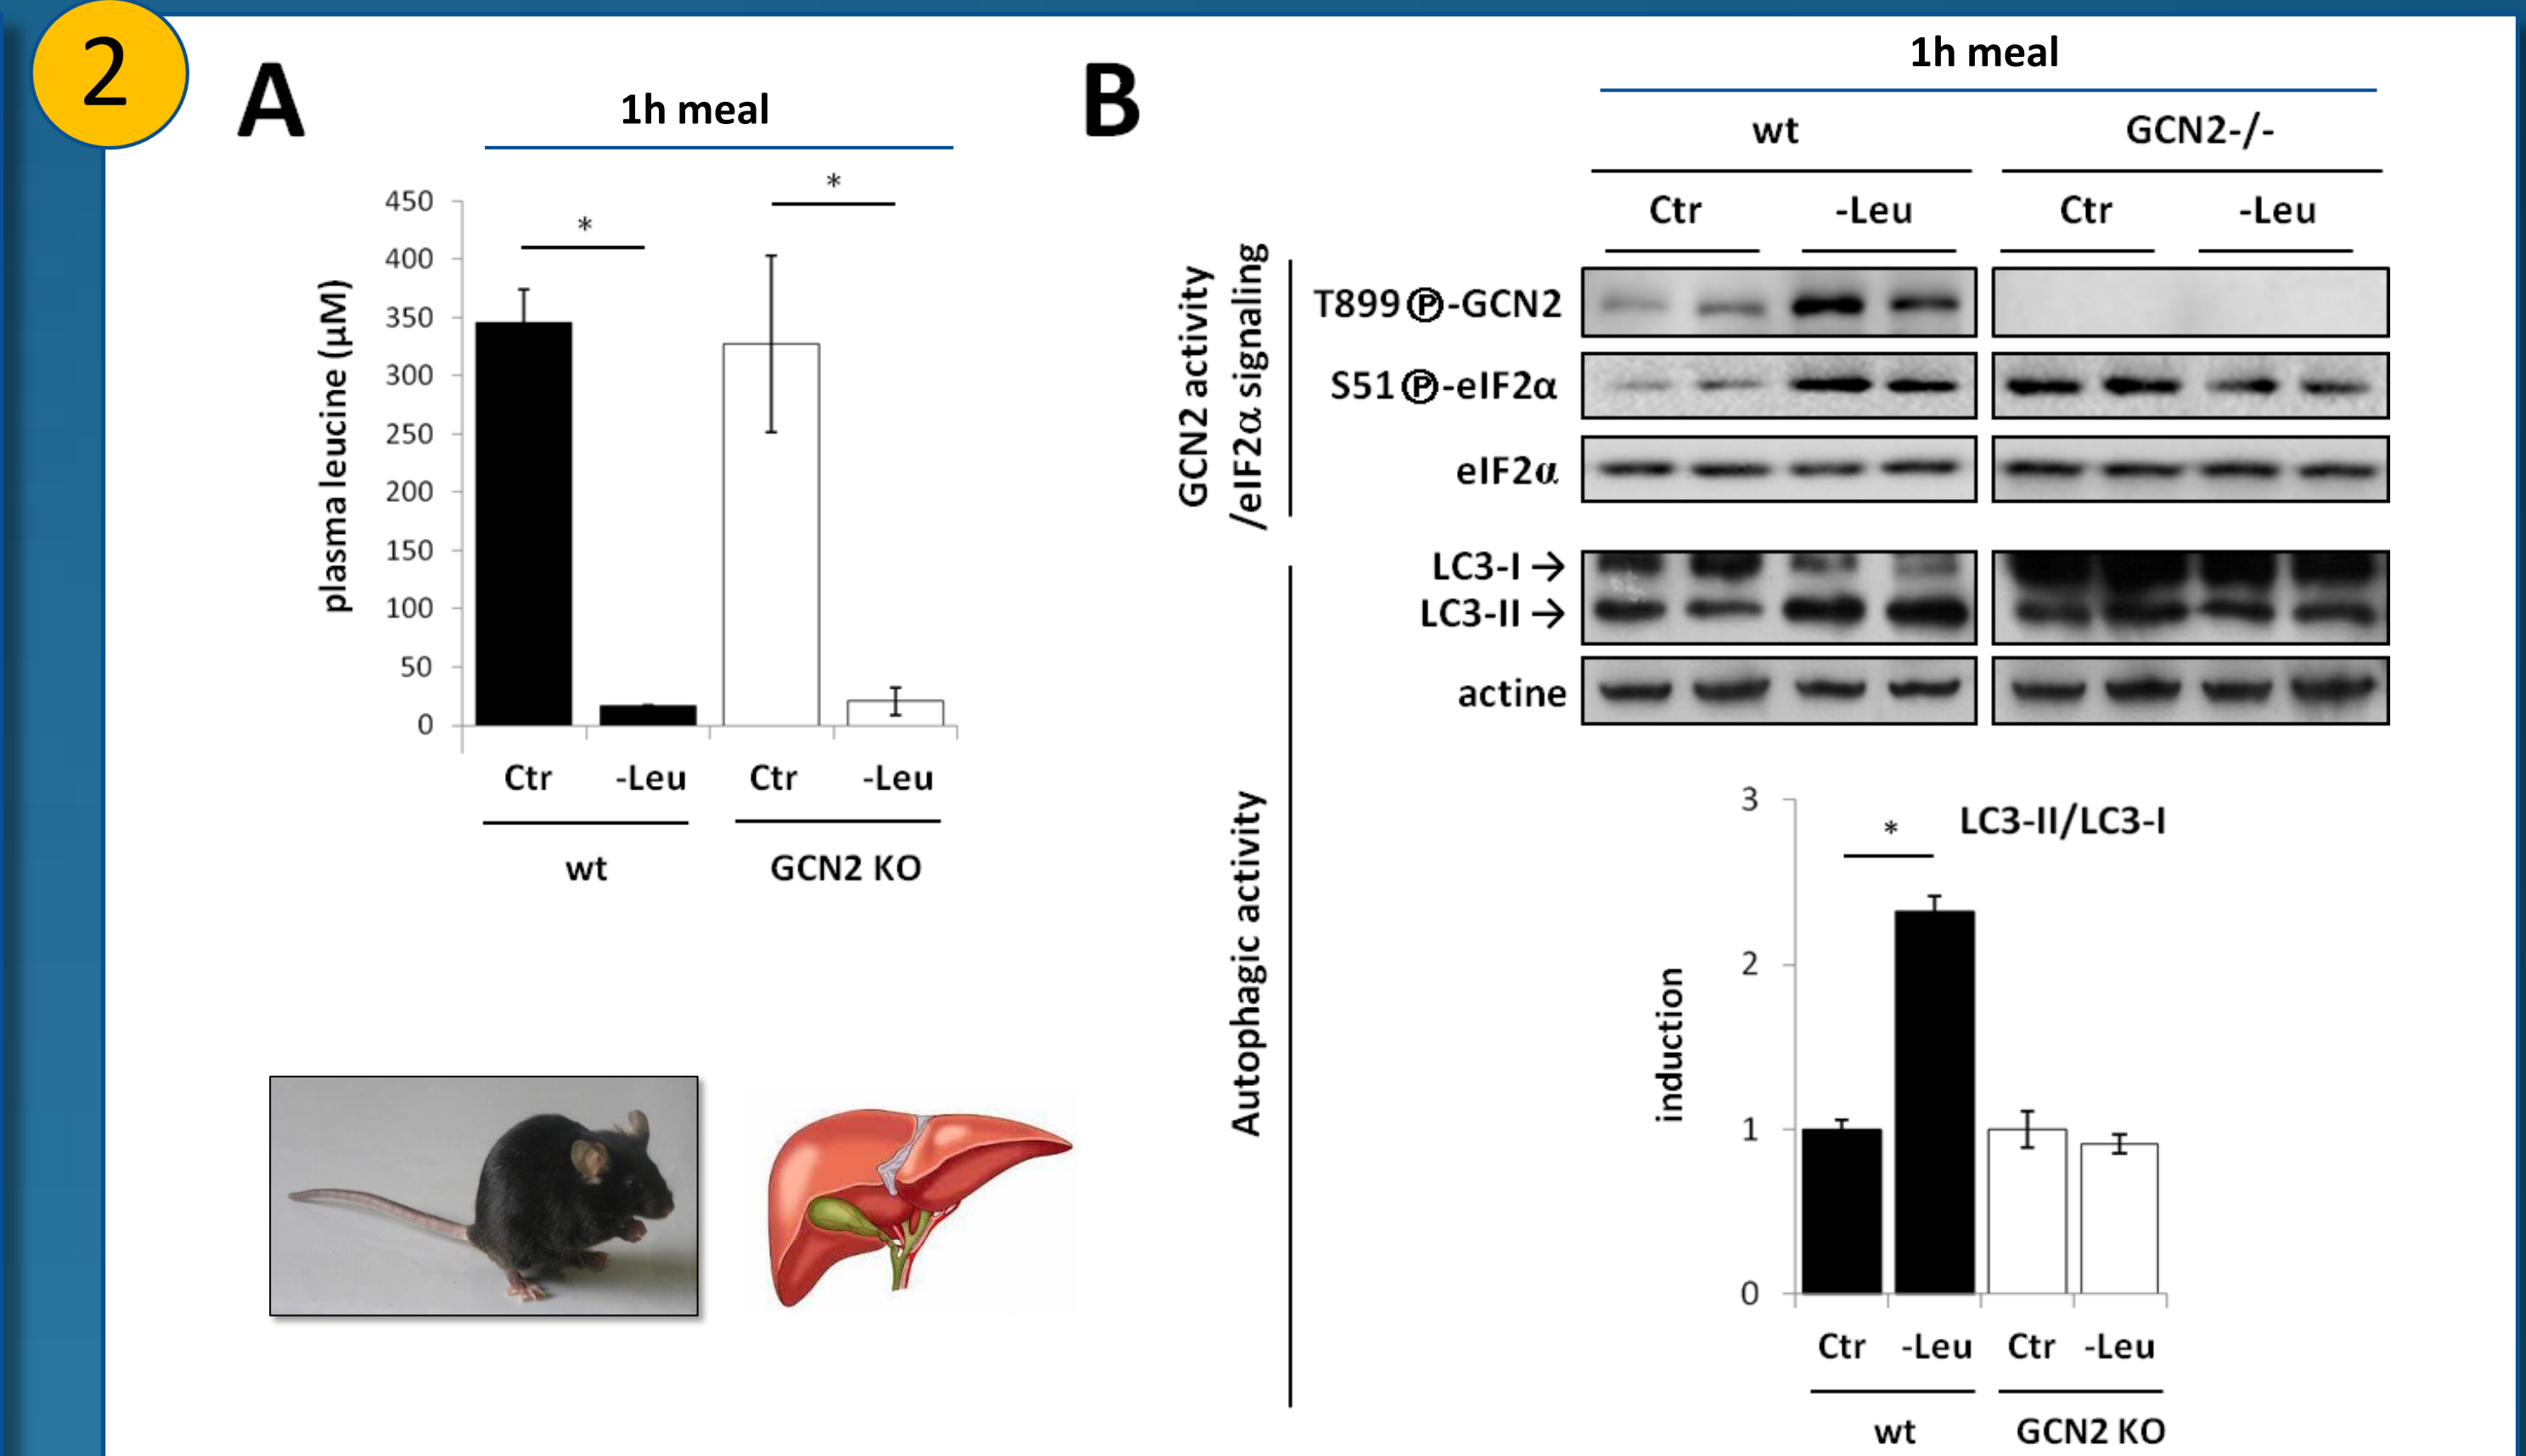 2
A
1h meal
*
*
450
400
350
300
250
200
150
100
50
0
plasma leucine (µM)
Ctr -Leu Ctr -Leu
wt GCN2 KO
B
1h meal
wt GCN2-/-
Ctr -Leu Ctr -Leu
GCN2 activity
/eIF2α signaling
T899 Ⓟ-GCN2
S51 Ⓟ-eIF2α
eIF2α
Autophagic activity
LC3-I →
LC3-II →
actine
LC3-II/LC3-I
*
3
2
1
0
induction
Ctr -Leu Ctr -Leu
wt GCN2 KO